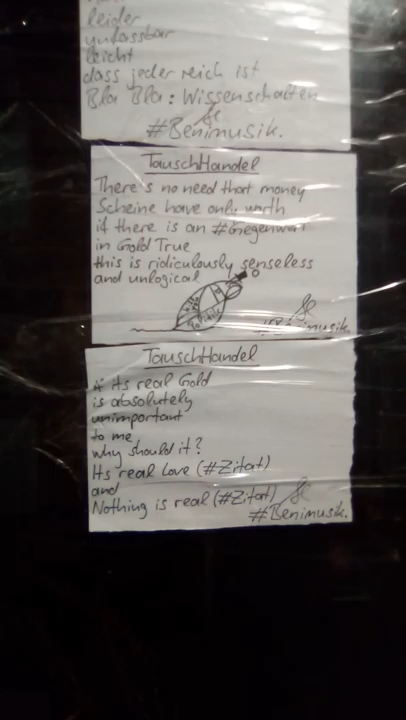 leider
unfassbar
leicht
dass jeder reich ist
Bla Bla: Wissenschaften
#Benimusik.
TauschHandel
There's no need that money
Scheine have only worth
if there is an #Gegenwert
in Gold True
this is ridiculously senseless
and unlogical
#Benimusik.
TauschHandel
if its real Gold
is absolutely
unimportant
to me,
why should it?
Its real Love (#Zitat)
and
Nothing is real (#Zitat)
#Benimusik.